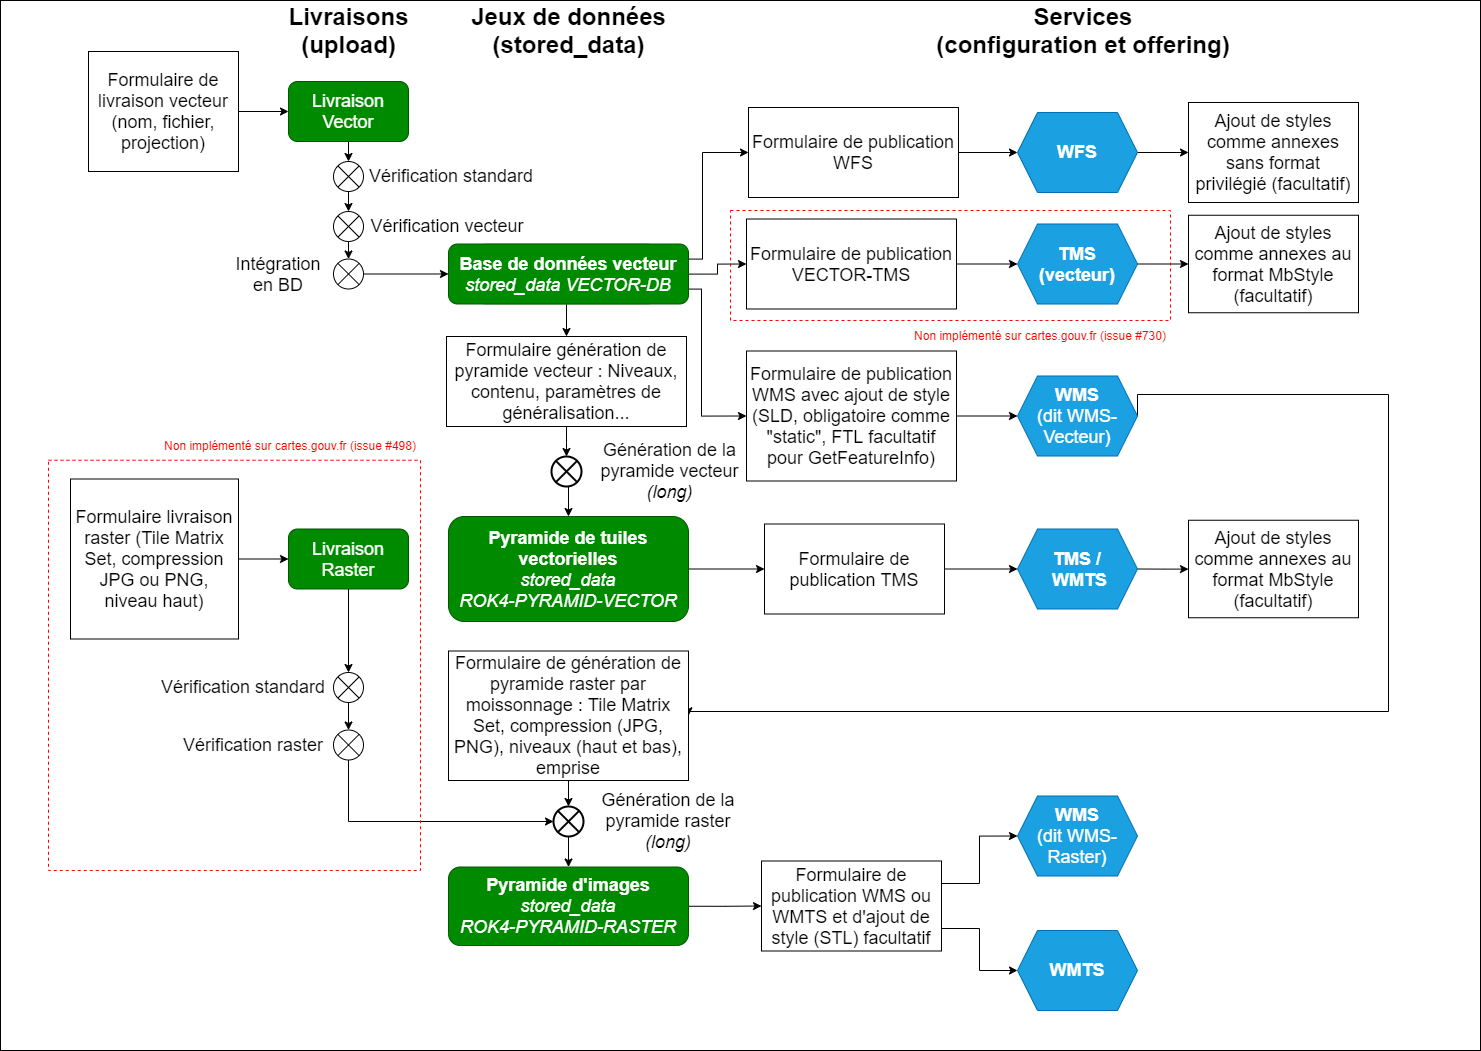 Livraisons
(upload)
Jeux de données
(stored_data)
Services
(configuration et offering)
Formulaire de
livraison vecteur
(nom, fichier,
projection)
Livraison
Vector
Vérification standard
Vérification vecteur
Intégration
en BD
Base de données vecteur
stored_data VECTOR-DB
Formulaire de publication
WFS
WFS
Ajout de styles
comme annexes
sans format
privilégié (facultatif)
Formulaire de publication
VECTOR-TMS
TMS
(vecteur)
Ajout de styles
comme annexes au
format MbStyle
(facultatif)
Non implémenté sur cartes.gouv.fr (issue #730)
Formulaire génération de
pyramide vecteur : Niveaux,
contenu, paramètres de
généralisation...
Formulaire de publication
WMS avec ajout de style
(SLD, obligatoire comme
"static", FTL facultatif
pour GetFeatureInfo)
WMS
(dit WMS-
Vecteur)
Génération de la
pyramide vecteur
(long)
Non implémenté sur cartes.gouv.fr (issue #498)
Formulaire livraison
raster (Tile Matrix
Set, compression
JPG ou PNG,
niveau haut)
Livraison
Raster
Pyramide de tuiles
vectorielles
stored_data
ROK4-PYRAMID-VECTOR
Formulaire de
publication TMS
TMS /
WMTS
Ajout de styles
comme annexes au
format MbStyle
(facultatif)
Vérification standard
Vérification raster
Formulaire de génération de
pyramide raster par
moissonnage : Tile Matrix
Set, compression (JPG,
PNG), niveaux (haut et bas),
emprise
Génération de la
pyramide raster
(long)
Pyramide d'images
stored_data
ROK4-PYRAMID-RASTER
Formulaire de
publication WMS ou
WMTS et d'ajout de
style (STL) facultatif
WMS
(dit WMS-
Raster)
WMTS